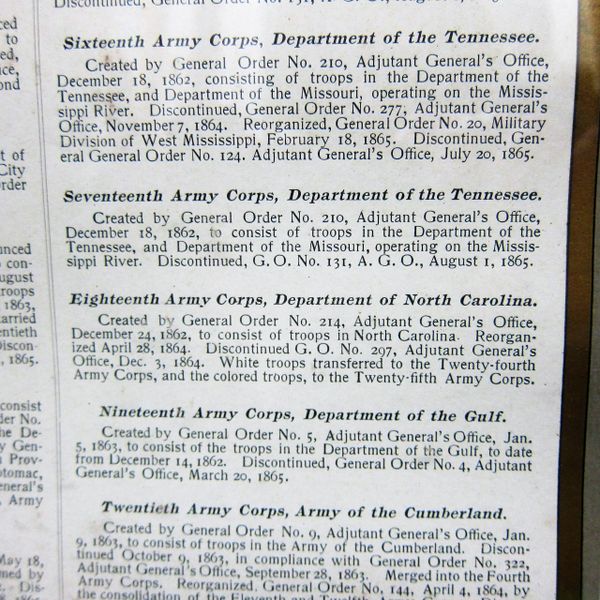 Discontinued, General Order No. 131, A. G. O.,
Sixteenth Army Corps, Department of the Tennessee.
Created by General Order No. 210, Adjutant General's Office,
December 18, 1862, consisting of troops in the Department of the
Tennessee, and Department of the Missouri, operating on the Missis-
sippi River. Discontinued, General Order No. 277, Adjutant General's
Office, November 7, 1864. Reorganized, General Order No. 20, Military
Division of West Mississippi, February 18, 1865. Discontinued, Gen-
eral General Order No. 124. Adjutant General's Office, July 20, 1865.
Seventeenth Army Corps, Department of the Tennessee.
Created by General Order No. 210, Adjutant General's Office,
December 18, 1862, to consist of troops in the Department of the
Tennessee, and Department of the Missouri, operating on the Missis-
sippi River. Discontinued, G. O. No. 131, A. G. O., August 1, 1865.
Eighteenth Army Corps, Department of North Carolina.
Created by General Order No. 214, Adjutant General's Office,
December 24, 1862, to consist of troops in North Carolina. Reorgan-
ized April 28, 1864. Discontinued G. O. No. 297, Adjutant General's
Office, Dec. 3, 1864. White troops transferred to the Twenty-fourth
Army Corps, and the colored troops, to the Twenty-fifth Army Corps.
Nineteenth Army Corps, Department of the Gulf.
Created by General Order No. 5, Adjutant General's Office, Jan.
5, 1863, to consist of the troops in the Department of the Gulf, to date
from December 14, 1862. Discontinued, General Order No. 4, Adjutant
General's Office, March 20, 1865.
Twentieth Army Corps, Army of the Cumberland.
Created by General Order No. 9, Adjutant General's Office, Jan.
9, 1863, to consist of troops in the Army of the Cumberland. Discon-
tinued October 9, 1863, in compliance with General Order No. 322,
Adjutant General's Office, September 28, 1863. Merged into the Fourth
Army Corps. Reorganized, General Order No. 144, April 4, 1864, by
the consolidation of the Eleventh and Twelfth Army Corps.